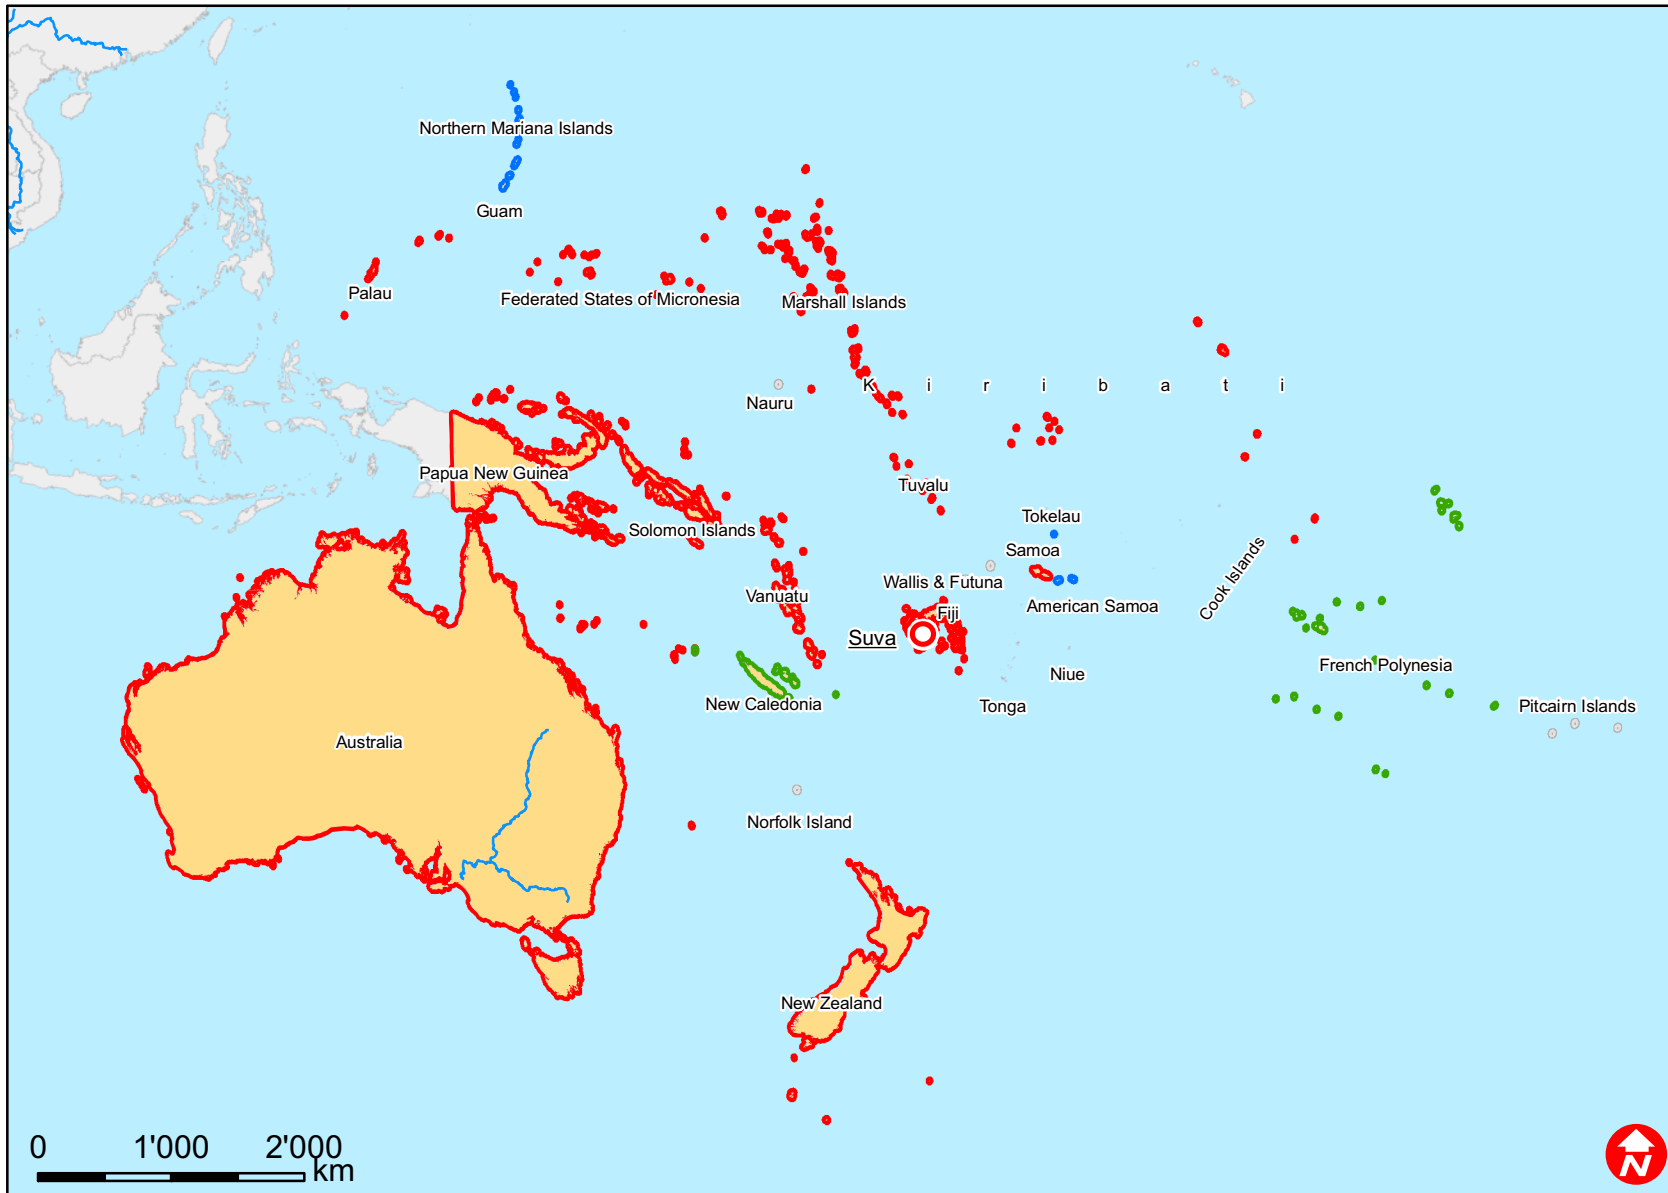 Northern Mariana Islands
Guam
Palau
Federated States of Micronesia
Marshall Islands
K i r i b a t i
Nauru
Papua New Guinea
Tuvalu
Solomon Islands
Tokelau
Samoa
Wallis & Futuna
Vanuatu
American Samoa
Cook Islands
Fiji
Suva
French Polynesia
Niue
New Caledonia
Tonga
Pitcairn Islands
Australia
Norfolk Island
New Zealand
0 1'000 2'000
km
N